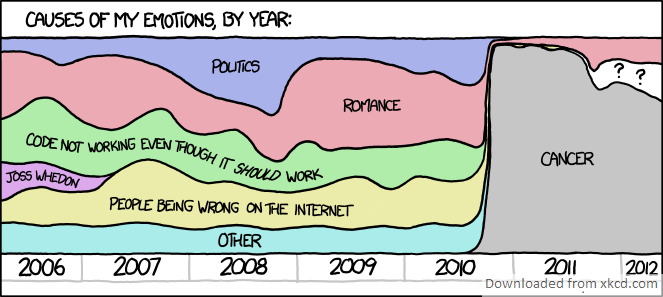 CAUSES OF MY EMOTIONS, BY YEAR:
POLITICS
ROMANCE
? ?
CODE NOT WORKING EVEN THOUGH IT SHOULD WORK
CANCER
JOSS WHEDON
PEOPLE BEING WRONG ON THE INTERNET
OTHER
2006 2007 2008 2009 2010 2011 2012
Downloaded from xkcd.com